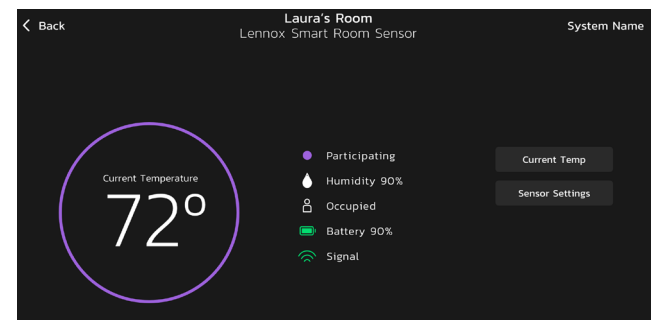 Back
Laura's Room
Lennox Smart Room Sensor
System Name
Current Temperature
72°
Participating
Humidity 90%
Occupied
Battery 90%
Signal
Current Temp
Sensor Settings